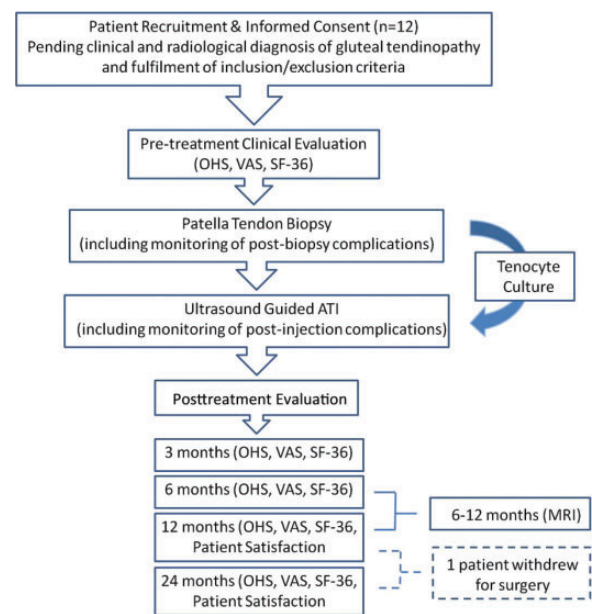 Patient Recruitment & Informed Consent (n=12)
Pending clinical and radiological diagnosis of gluteal tendinopathy
and fulfilment of inclusion/exclusion criteria
Pre-treatment Clinical Evaluation
(OHS, VAS, SF-36)
Patella Tendon Biopsy
(including monitoring of post-biopsy complications)
Tenocyte
Culture
Ultrasound Guided ATI
(including monitoring of post-injection complications)
Posttreatment Evaluation
3 months (OHS, VAS, SF-36)
6 months (OHS, VAS, SF-36)
6-12 months (MRI)
12 months (OHS, VAS, SF-36,
Patient Satisfaction
1 patient withdrew
for surgery
24 months (OHS, VAS, SF-36,
Patient Satisfaction